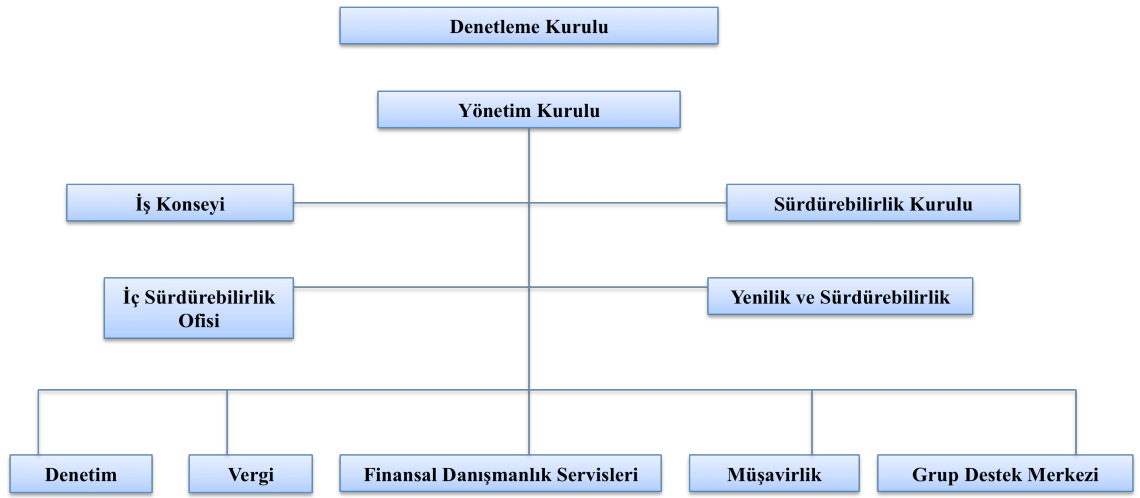 Denetleme Kurulu
Yönetim Kurulu
İş Konseyi
Sürdürebilirlik Kurulu
İç Sürdürebilirlik
Ofisi
Yenilik ve Sürdürebilirlik
Denetim
Vergi
Finansal Danışmanlık Servisleri
Müşavirlik
Grup Destek Merkezi